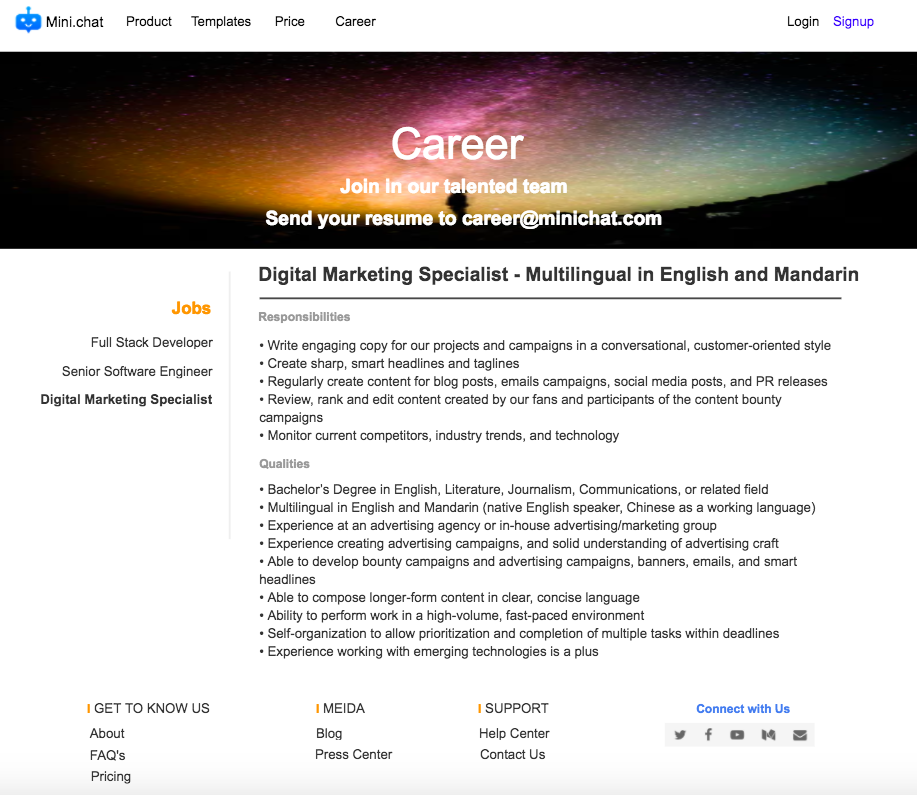 Mini.chat Product Templates Price Career Login Signup
Career
Join in our talented team
Send your resume to career@minichat.com
Jobs
Full Stack Developer
Senior Software Engineer
Digital Marketing Specialist
Digital Marketing Specialist - Multilingual in English and Mandarin
Responsibilities
• Write engaging copy for our projects and campaigns in a conversational, customer-oriented style
• Create sharp, smart headlines and taglines
• Regularly create content for blog posts, emails campaigns, social media posts, and PR releases
• Review, rank and edit content created by our fans and participants of the content bounty
campaigns
• Monitor current competitors, industry trends, and technology
Qualities
• Bachelor's Degree in English, Literature, Journalism, Communications, or related field
• Multilingual in English and Mandarin (native English speaker, Chinese as a working language)
• Experience at an advertising agency or in-house advertising/marketing group
• Experience creating advertising campaigns, and solid understanding of advertising craft
• Able to develop bounty campaigns and advertising campaigns, banners, emails, and smart
headlines
• Able to compose longer-form content in clear, concise language
• Ability to perform work in a high-volume, fast-paced environment
• Self-organization to allow prioritization and completion of multiple tasks within deadlines
• Experience working with emerging technologies is a plus
GET TO KNOW US
About
FAQ's
Pricing
MEIDA
Blog
Press Center
SUPPORT
Help Center
Contact Us
Connect with Us